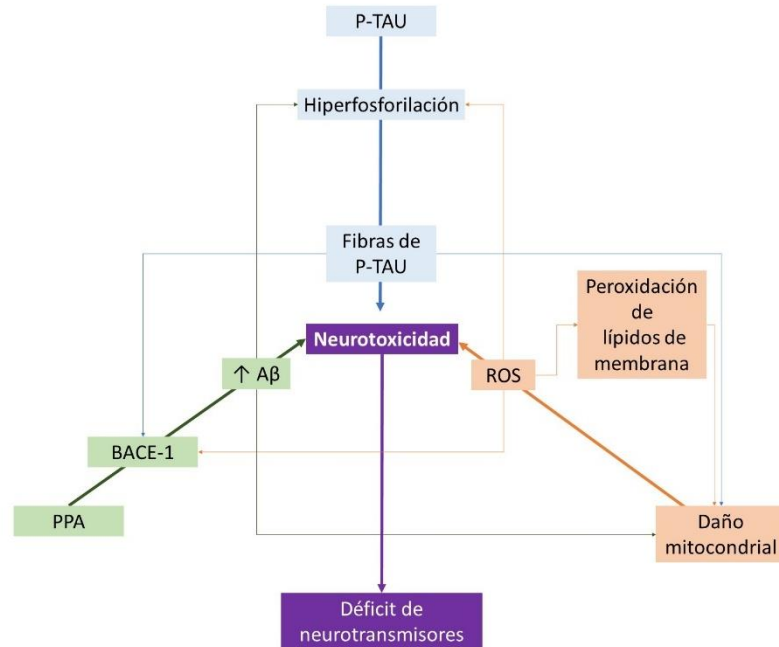 P-TAU
Hiperfosforilación
Fibras de
P-TAU
Peroxidación
de
lípidos de
membrana
Neurotoxicidad
↑ Aβ
ROS
BACE-1
PPA
Daño
mitocondrial
Déficit de
neurotransmisores